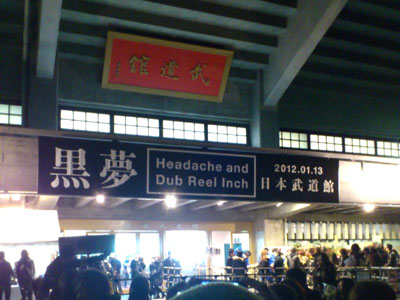 武道館
黒夢
Headache and
Dub Reel Inch
2012.01.13
日本武道館